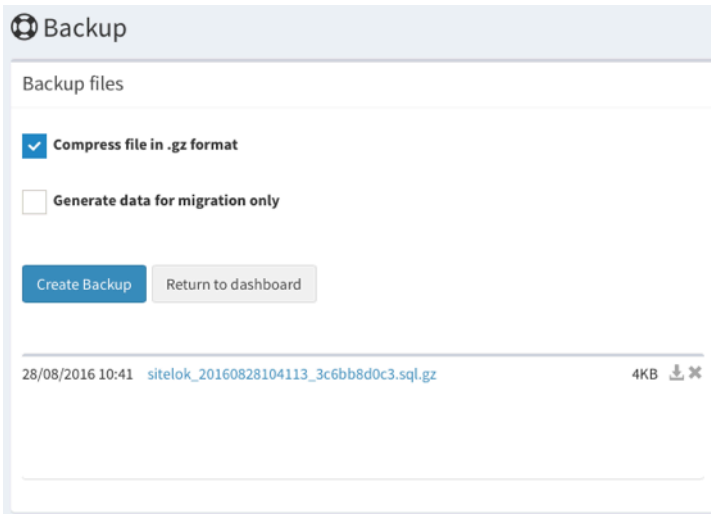 Backup
Backup files
Compress file in .gz format
Generate data for migration only
Create Backup Return to dashboard
28/08/2016 10:41 sitelok_20160828104113_3c6bb8d0c3.sql.gz 4KB